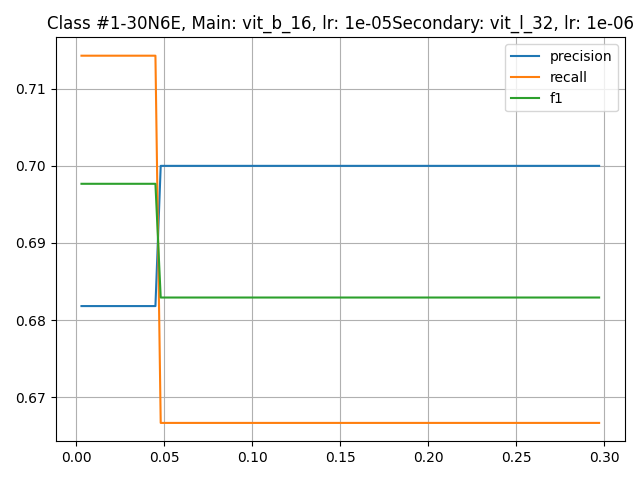 Class #1-30N6E, Main: vit_b_16, lr: 1e-05Secondary: vit_l_32, lr: 1e-06
precision
recall
f1
0.71
0.70
0.69
0.68
0.67
0.00 0.05 0.10 0.15 0.20 0.25 0.30